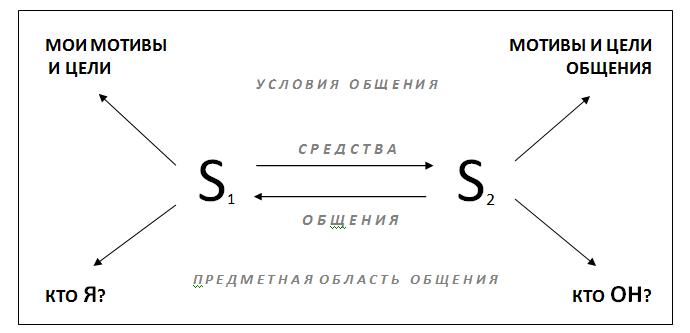 МОИ МОТИВЫ
И ЦЕЛИ
МОТИВЫ И ЦЕЛИ
ОБЩЕНИЯ
УСЛОВИЯ ОБЩЕНИЯ
СРЕДСТВА
S1
S2
ОБЩЕНИЯ
ПРЕДМЕТНАЯ ОБЛАСТЬ ОБЩЕНИЯ
КТО Я?
КТО ОН?